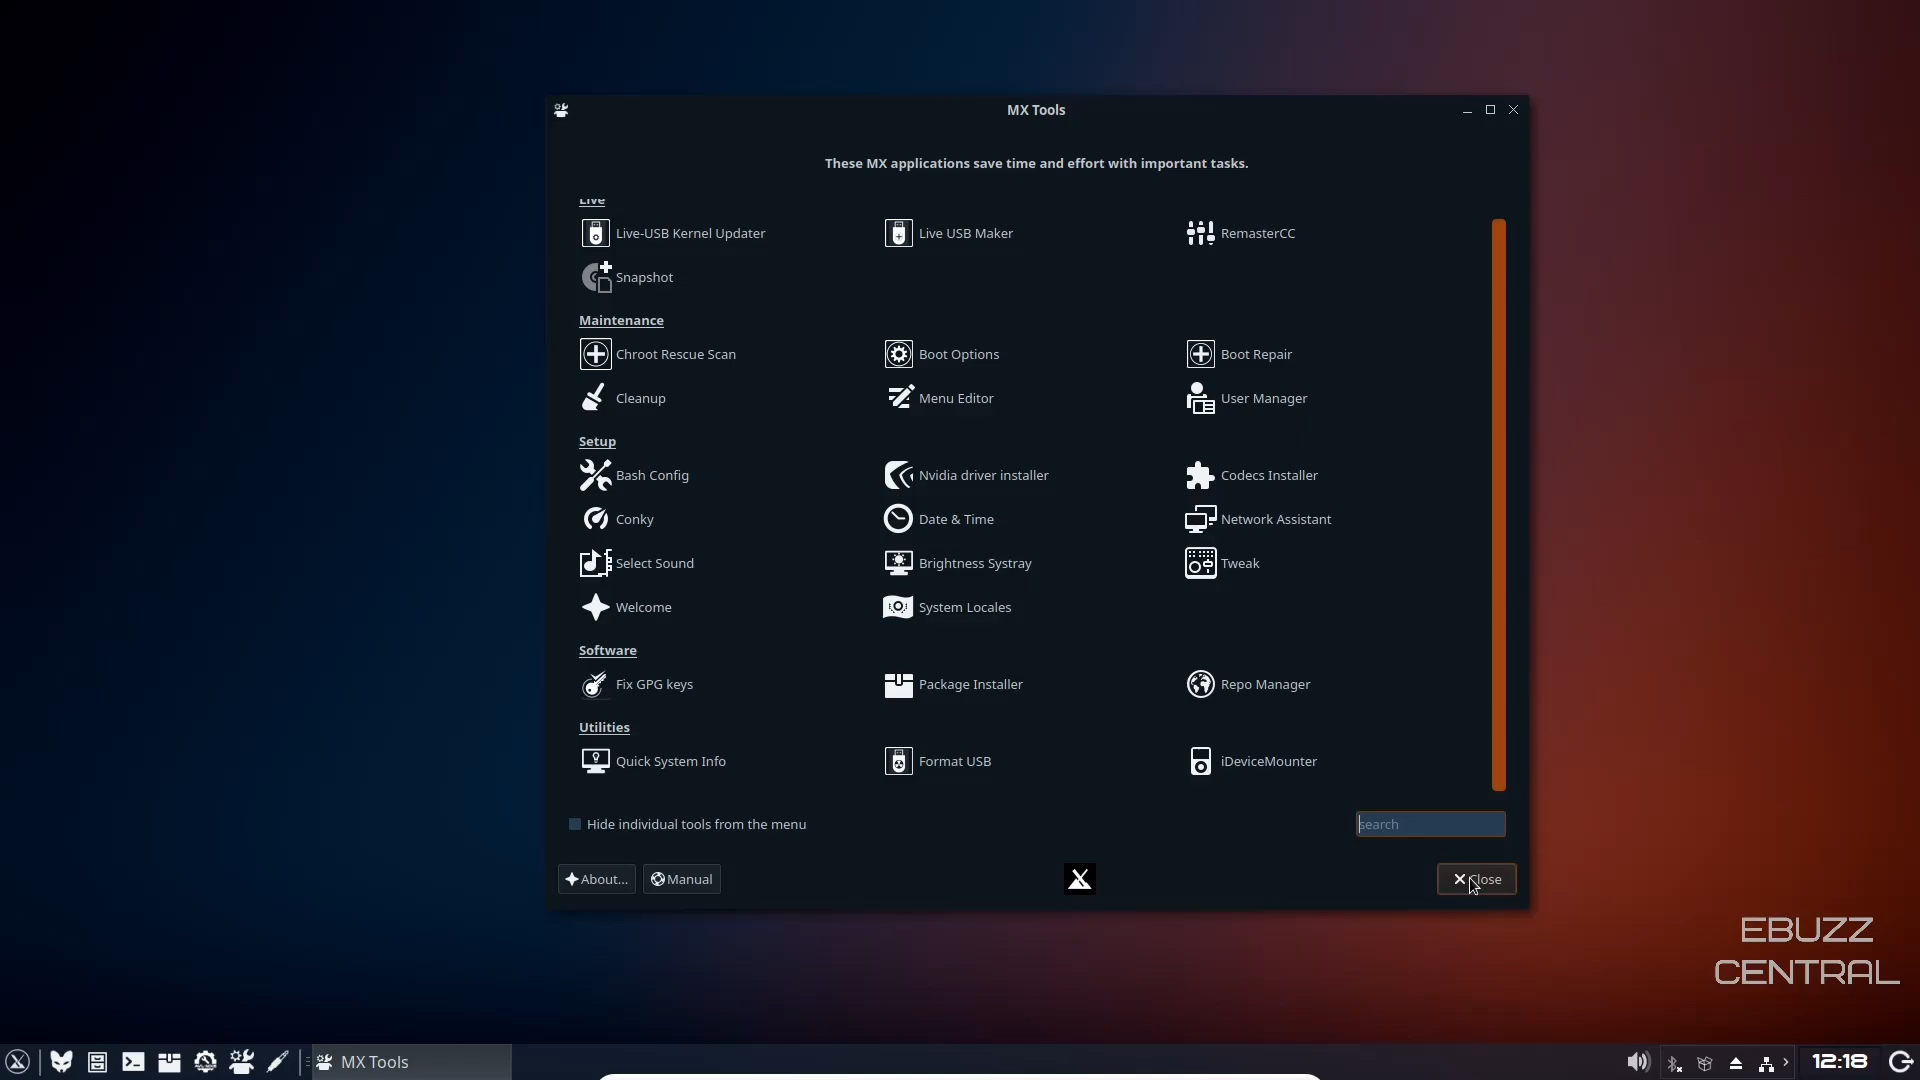 MX Tools
These MX applications save time and effort with important tasks.
Live
Live-USB Kernel Updater
Live USB Maker
RemasterCC
Snapshot
Maintenance
Chroot Rescue Scan
Boot Options
Boot Repair
Cleanup
Menu Editor
User Manager
Setup
Bash Config
Nvidia driver installer
Codecs Installer
Conky
Date & Time
Network Assistant
Select Sound
Brightness Systray
Tweak
Welcome
System Locales
Software
Fix GPG keys
Package Installer
Repo Manager
Utilities
Quick System Info
Format USB
iDeviceMounter
Hide individual tools from the menu
search
About...
Manual
Close
EBUZZ
CENTRAL
MX Tools
12:18